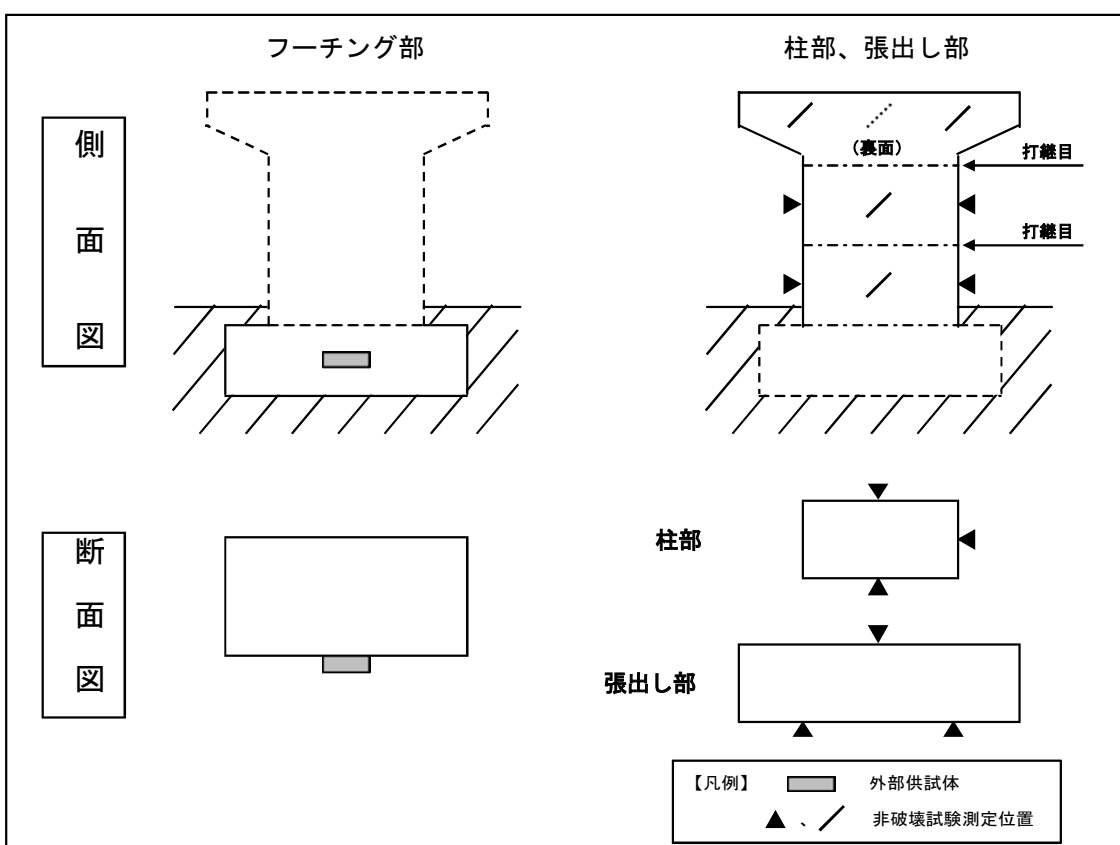 フーチング部
柱部、張出し部
側面図
(裏面)
打継目
打継目
断面図
柱部
張出し部
【凡例】
外部供試体
、
非破壊試験測定位置